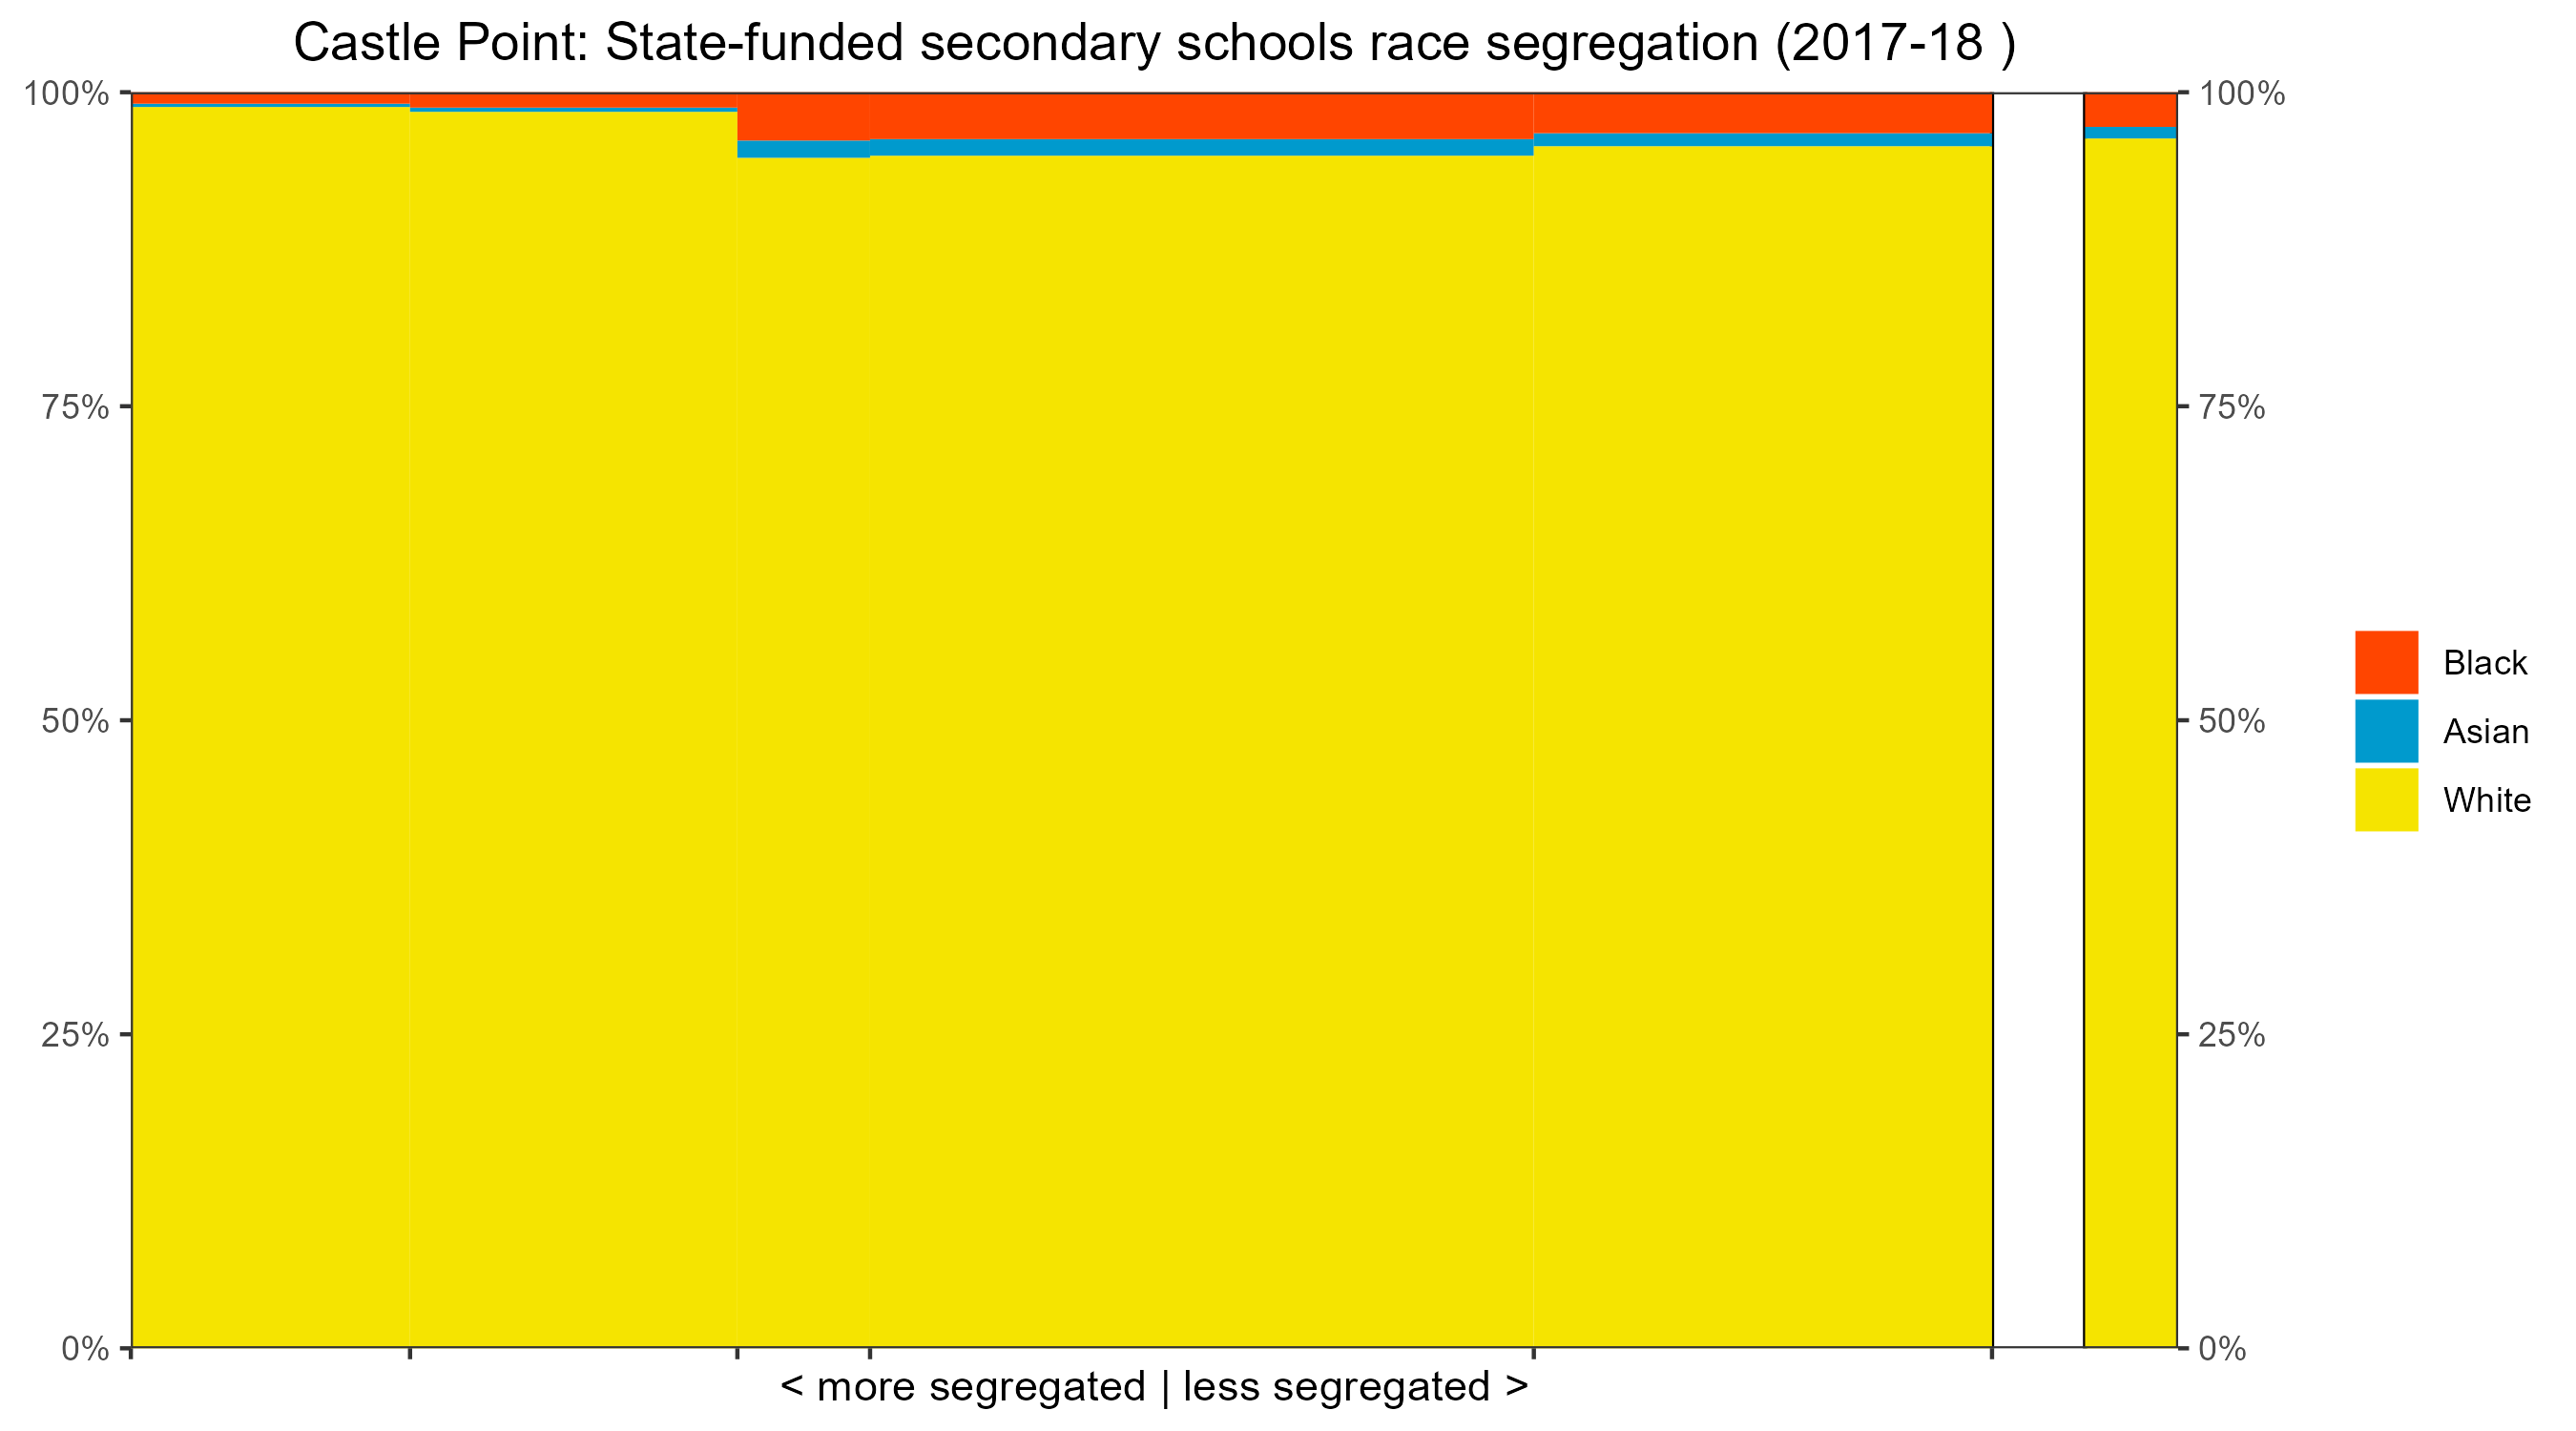 Castle Point: State-funded secondary schools race segregation (2017-18 )
100% 100%
75% 75%
50% 50%
25% 25%
0% 0%
Black
Asian
White
< more segregated | less segregated >